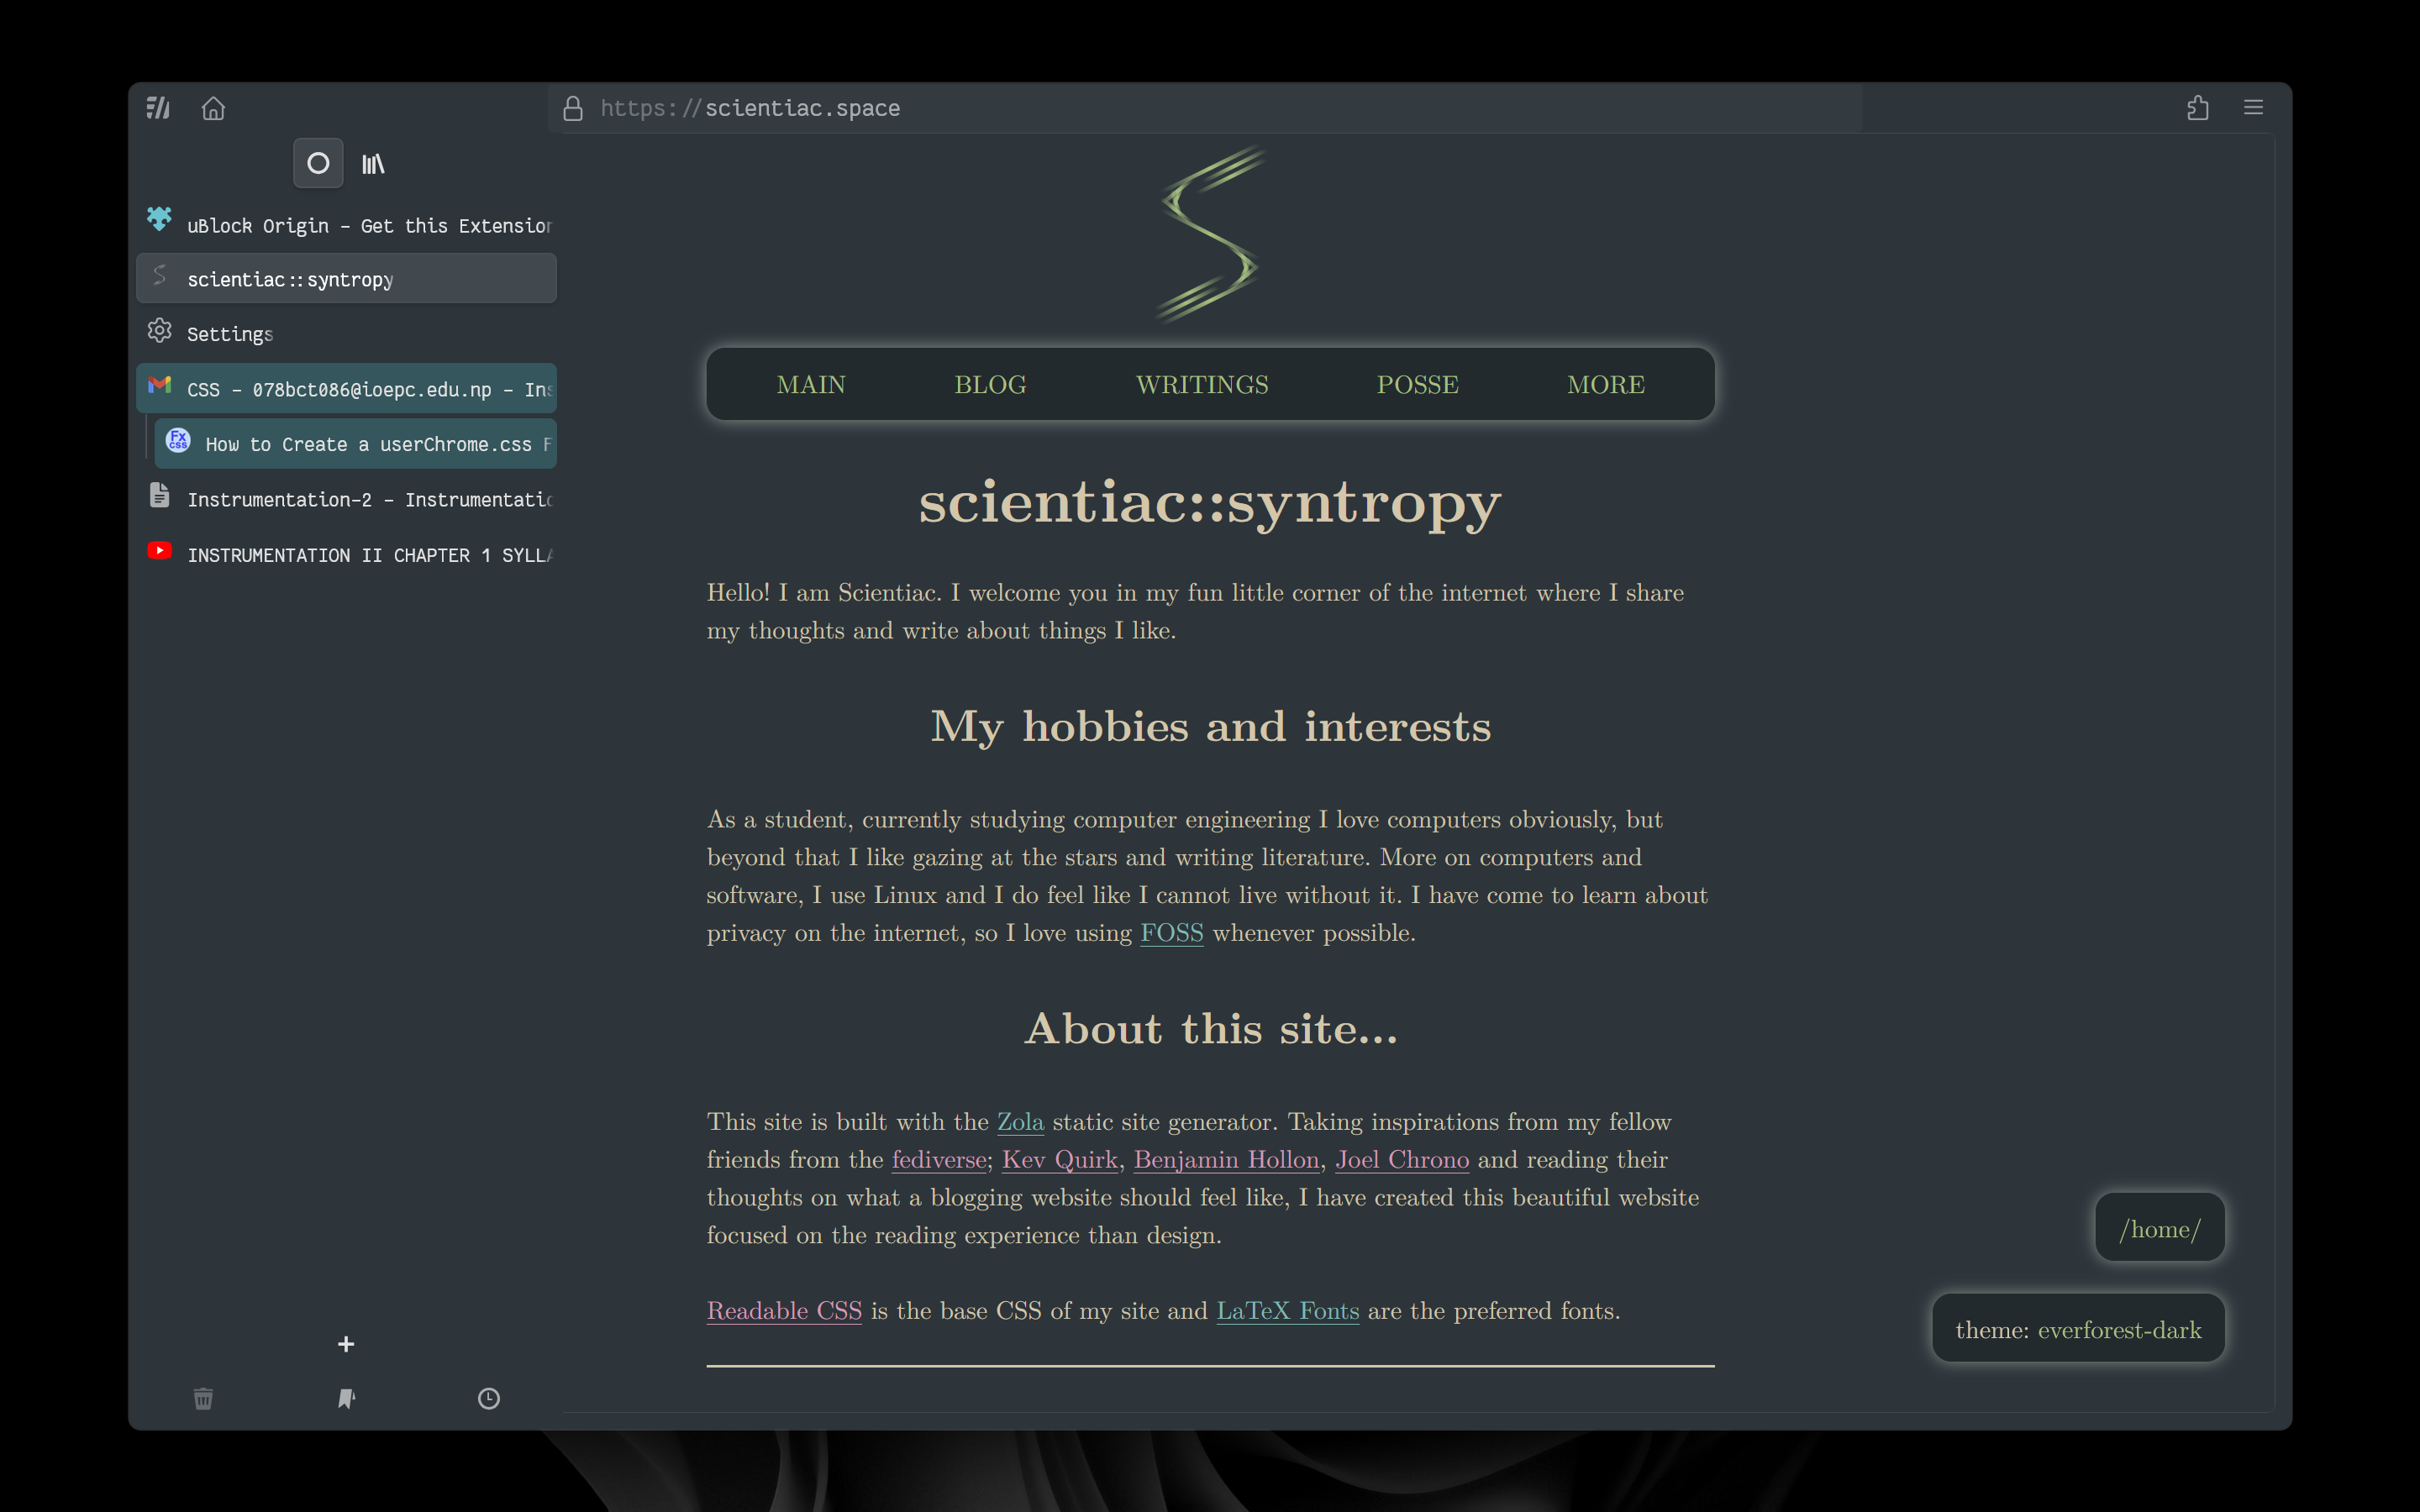 https://scientiac.space
uBlock Origin – Get this Extension
scientiac::syntropy
Settings
CSS – 078bct086@ioepc.edu.np – Ins
Fx
css
How to Create a userChrome.css F
Instrumentation-2 – Instrumentatic
INSTRUMENTATION II CHAPTER 1 SYLLA
MAIN BLOG WRITINGS POSSE MORE
scientiac::syntropy
Hello! I am Scientiac. I welcome you in my fun little corner of the internet where I share
my thoughts and write about things I like.
My hobbies and interests
As a student, currently studying computer engineering I love computers obviously, but
beyond that I like gazing at the stars and writing literature. More on computers and
software, I use Linux and I do feel like I cannot live without it. I have come to learn about
privacy on the internet, so I love using FOSS whenever possible.
About this site...
This site is built with the Zola static site generator. Taking inspirations from my fellow
friends from the fediverse; Kev Quirk, Benjamin Hollon, Joel Chrono and reading their
thoughts on what a blogging website should feel like, I have created this beautiful website
focused on the reading experience than design.
Readable CSS is the base CSS of my site and LaTeX Fonts are the preferred fonts.
/home/
theme: everforest-dark